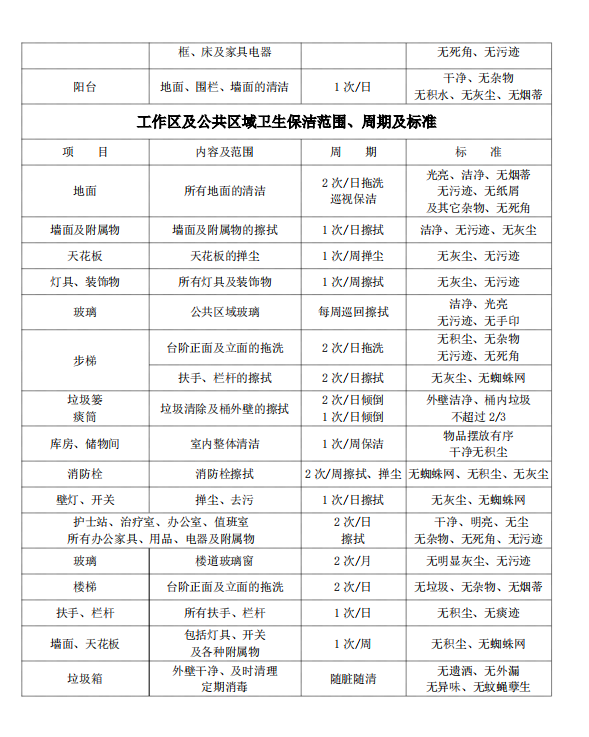 框、床及家具电器 无死角、无污迹
阳台 地面、围栏、墙面的清洁 1次/日 干净、无杂物
无积水、无灰尘、无烟蒂
工作区及公共区域卫生保洁范围、周期及标准
项 目 内容及范围 周 期 标 准
地面 所有地面的清洁 2次/日拖洗
巡视保洁 光亮、洁净、无烟蒂
无污迹、无纸屑
及其它杂物、无死角
墙面及附属物 墙面及附属物的擦拭 1次/日擦拭 洁净、无污迹、无灰尘
天花板 天花板的掸尘 1次/周掸尘 无灰尘、无污迹
灯具、装饰物 所有灯具及装饰物 1次/周擦拭 无灰尘、无污迹
玻璃 公共区域玻璃 每周巡回擦拭 洁净、光亮
无污迹、无手印
步梯 台阶正面及立面的拖洗 2次/日拖洗 无积尘、无杂物
无污迹、无死角
扶手、栏杆的擦拭 2次/日擦拭 无灰尘、无蜘蛛网
垃圾篓
痰筒 垃圾清除及桶外壁的擦拭 2次/日倾倒
1次/日倾倒 外壁洁净、桶内垃圾
不超过2/3
库房、储物间 室内整体清洁 1次/周保洁 物品摆放有序
干净无积尘
消防栓 消防栓擦拭 2次/周擦拭、掸尘 无蜘蛛网、无积尘、无灰尘
壁灯、开关 掸尘、去污 1次/日擦拭 无灰尘、无蜘蛛网
护士站、治疗室、办公室、值班室
所有办公家具、用品、电器及附属物 2次/日
擦拭 干净、明亮、无尘
无杂物、无死角、无污迹
玻璃 楼道玻璃窗 2次/月 无明显灰尘、无污迹
楼梯 台阶正面及立面的拖洗 2次/日 无垃圾、无杂物、无烟蒂
扶手、栏杆 所有扶手、栏杆 1次/日 无积尘、无痰迹
墙面、天花板 包括灯具、开关
及各种附属物 1次/周 无积尘、无蜘蛛网
垃圾箱 外壁干净、及时清理
定期消毒 随脏随清 无遗洒、无外漏
无异味、无蚊蝇孳生